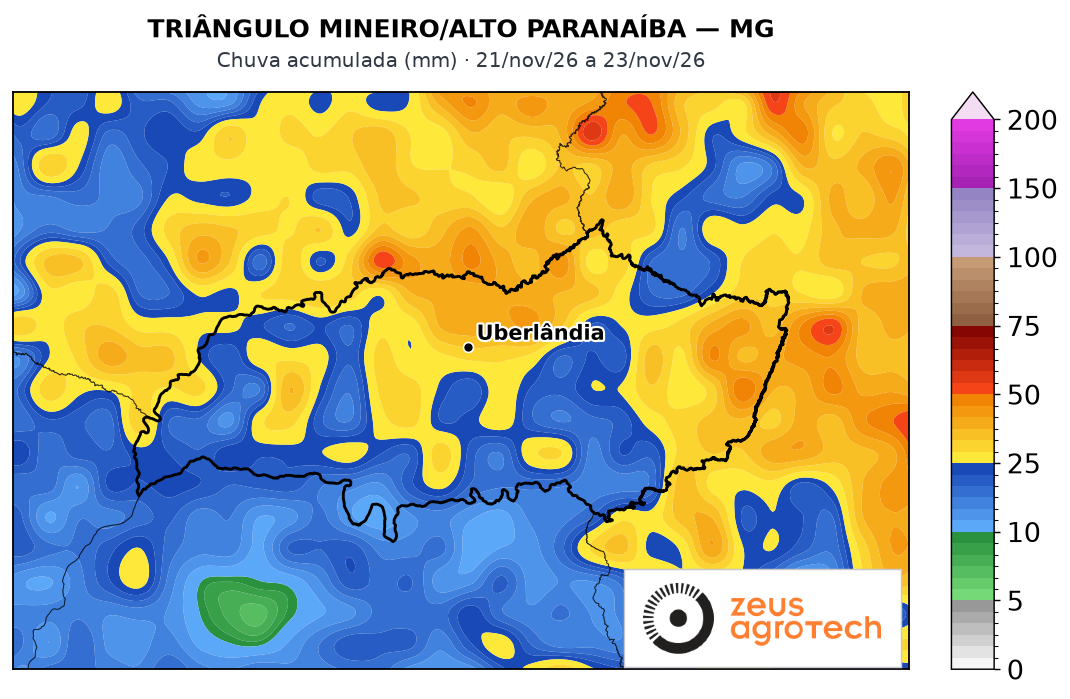 TRIÂNGULO MINEIRO/ALTO PARANAÍBA — MG
Chuva acumulada (mm) · 21/nov/26 a 23/nov/26
200
150
100
75
50
25
10
5
0
Uberlândia
zeus
agrotech